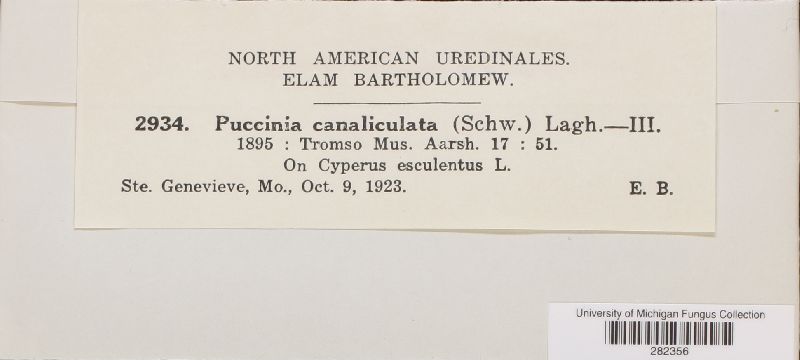 NORTH AMERICAN UREDINALES.
ELAM BARTHOLOMEW.
2934. Puccinia canaliculata (Schw.) Lagh.—III.
1895 : Tromso Mus. Aarsh. 17 : 51.
On Cyperus esculentus L.
Ste. Genevieve, Mo., Oct. 9, 1923. E. B.
University of Michigan Fungus Collection
282356